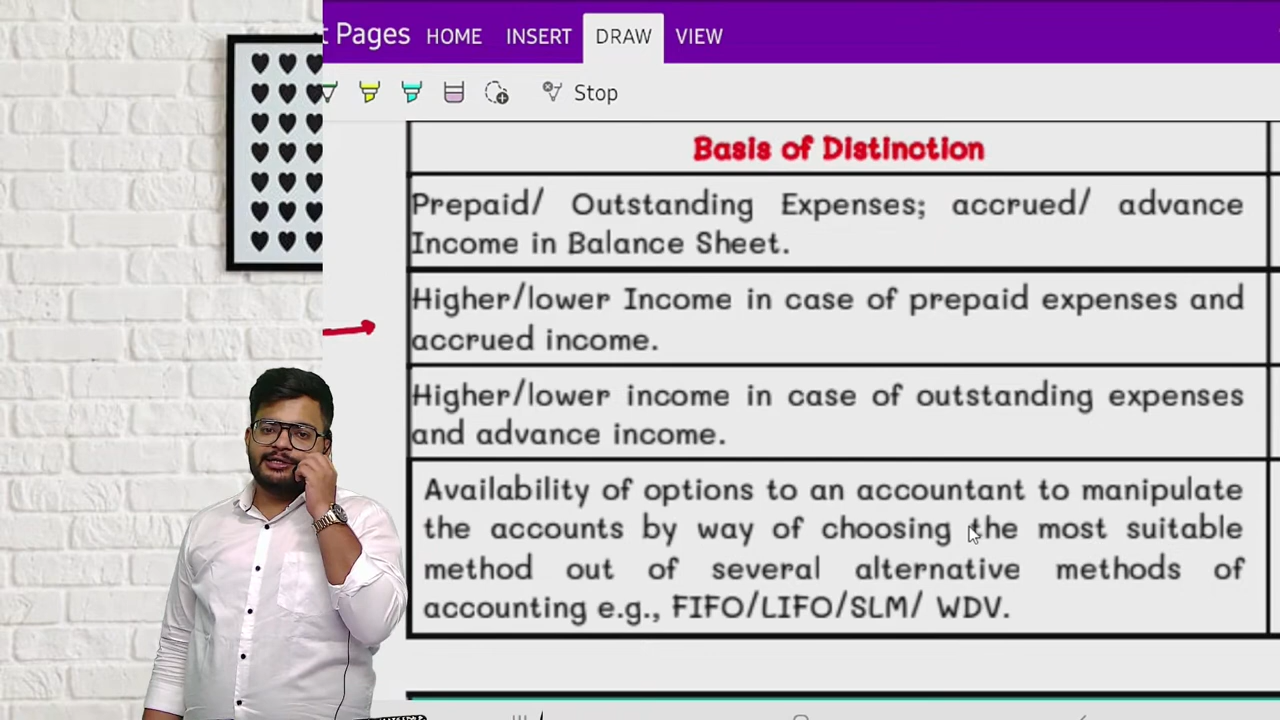 t Pages HOME INSERT DRAW VIEW
Stop
Basis of Distinction
Prepaid/ Outstanding Expenses; accrued/ advance
Income in Balance Sheet.
Higher/lower Income in case of prepaid expenses and
accrued income.
Higher/lower income in case of outstanding expenses
and advance income.
Availability of options to an accountant to manipulate
the accounts by way of choosing the most suitable
method out of several alternative methods of
accounting e.g., FIFO/LIFO/SLM/ WDV.